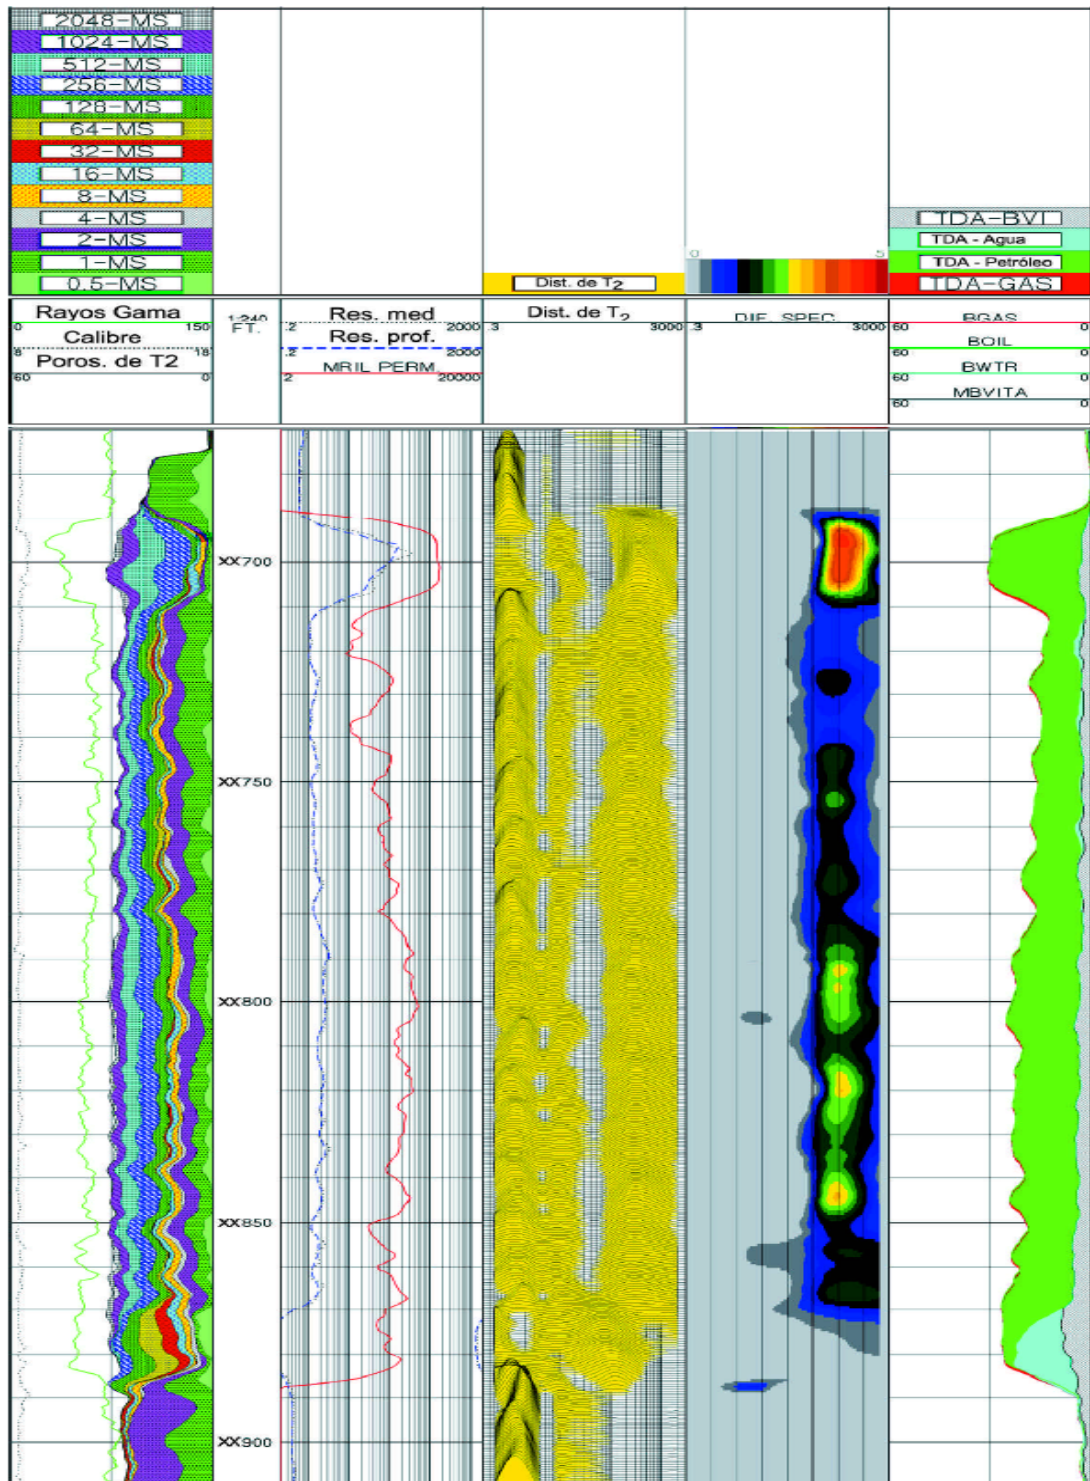 2048-MS
1024-MS
512-MS
256-MS
128-MS
64-MS
32-MS
16-MS
8-MS
4-MS
2-MS
1-MS
0.5-MS
Dist. de T2
0 5
TDA-BVI
TDA - Agua
TDA - Petróleo
TDA-GAS
Rayos Gama
0 150
Calibre
8 18
Poros. de T2
60 0
1:240
FT.
Res. med
.2 2000
Res. prof.
.2 2000
MRIL PERM.
.2 20000
Dist. de T2
.3 3000
DIF. SPEC.
.3 3000
BGAS
60 0
BOIL
60 0
BWTR
60 0
MBVITA
60 0
XX700
XX750
XX800
XX850
XX900